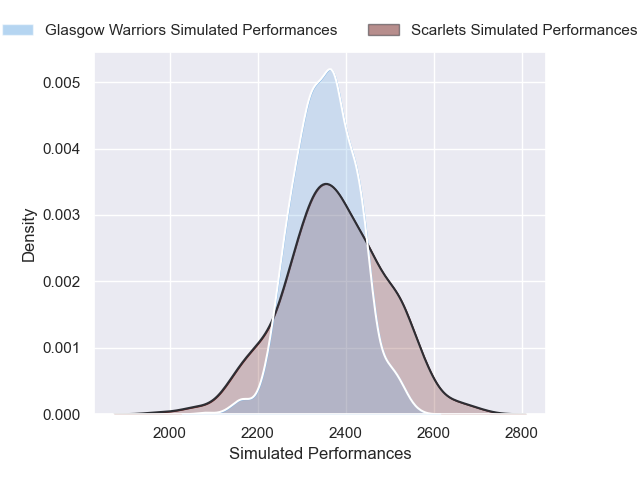 Glasgow Warriors Simulated Performances Scarlets Simulated Performances
0.005
0.004
0.003
0.002
0.001
0.000
Density
2000 2200 2400 2600 2800
Simulated Performances